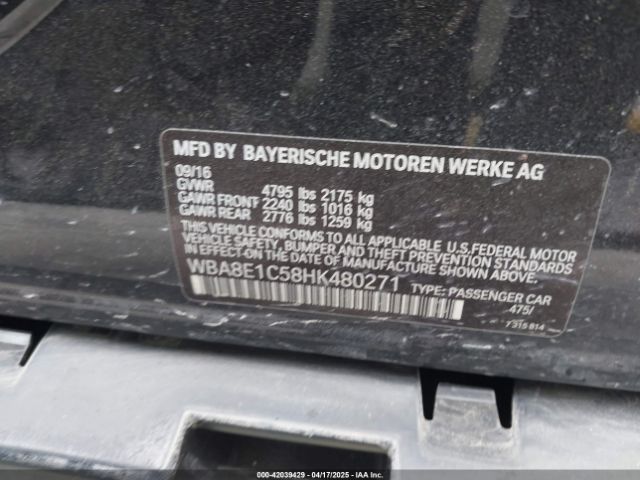 MFD BY BAYERISCHE MOTOREN WERKE AG
09/16
GVWR 4795 lbs 2175 kg
GAWR FRONT 2240 lbs 1016 kg
GAWR REAR 2776 lbs 1259 kg
THIS VEHICLE CONFORMS TO ALL APPLICABLE U.S.FEDERAL MOTOR
VEHICLE SAFETY, BUMPER, AND THEFT PREVENTION STANDARDS
IN EFFECT ON THE DATE OF MANUFACTURE SHOWN ABOVE.
WBA8E1C58HK480271 TYPE: PASSENGER CAR
475/
7 315 814
© IAA 42039429 04/17/2025 IAAI.COM